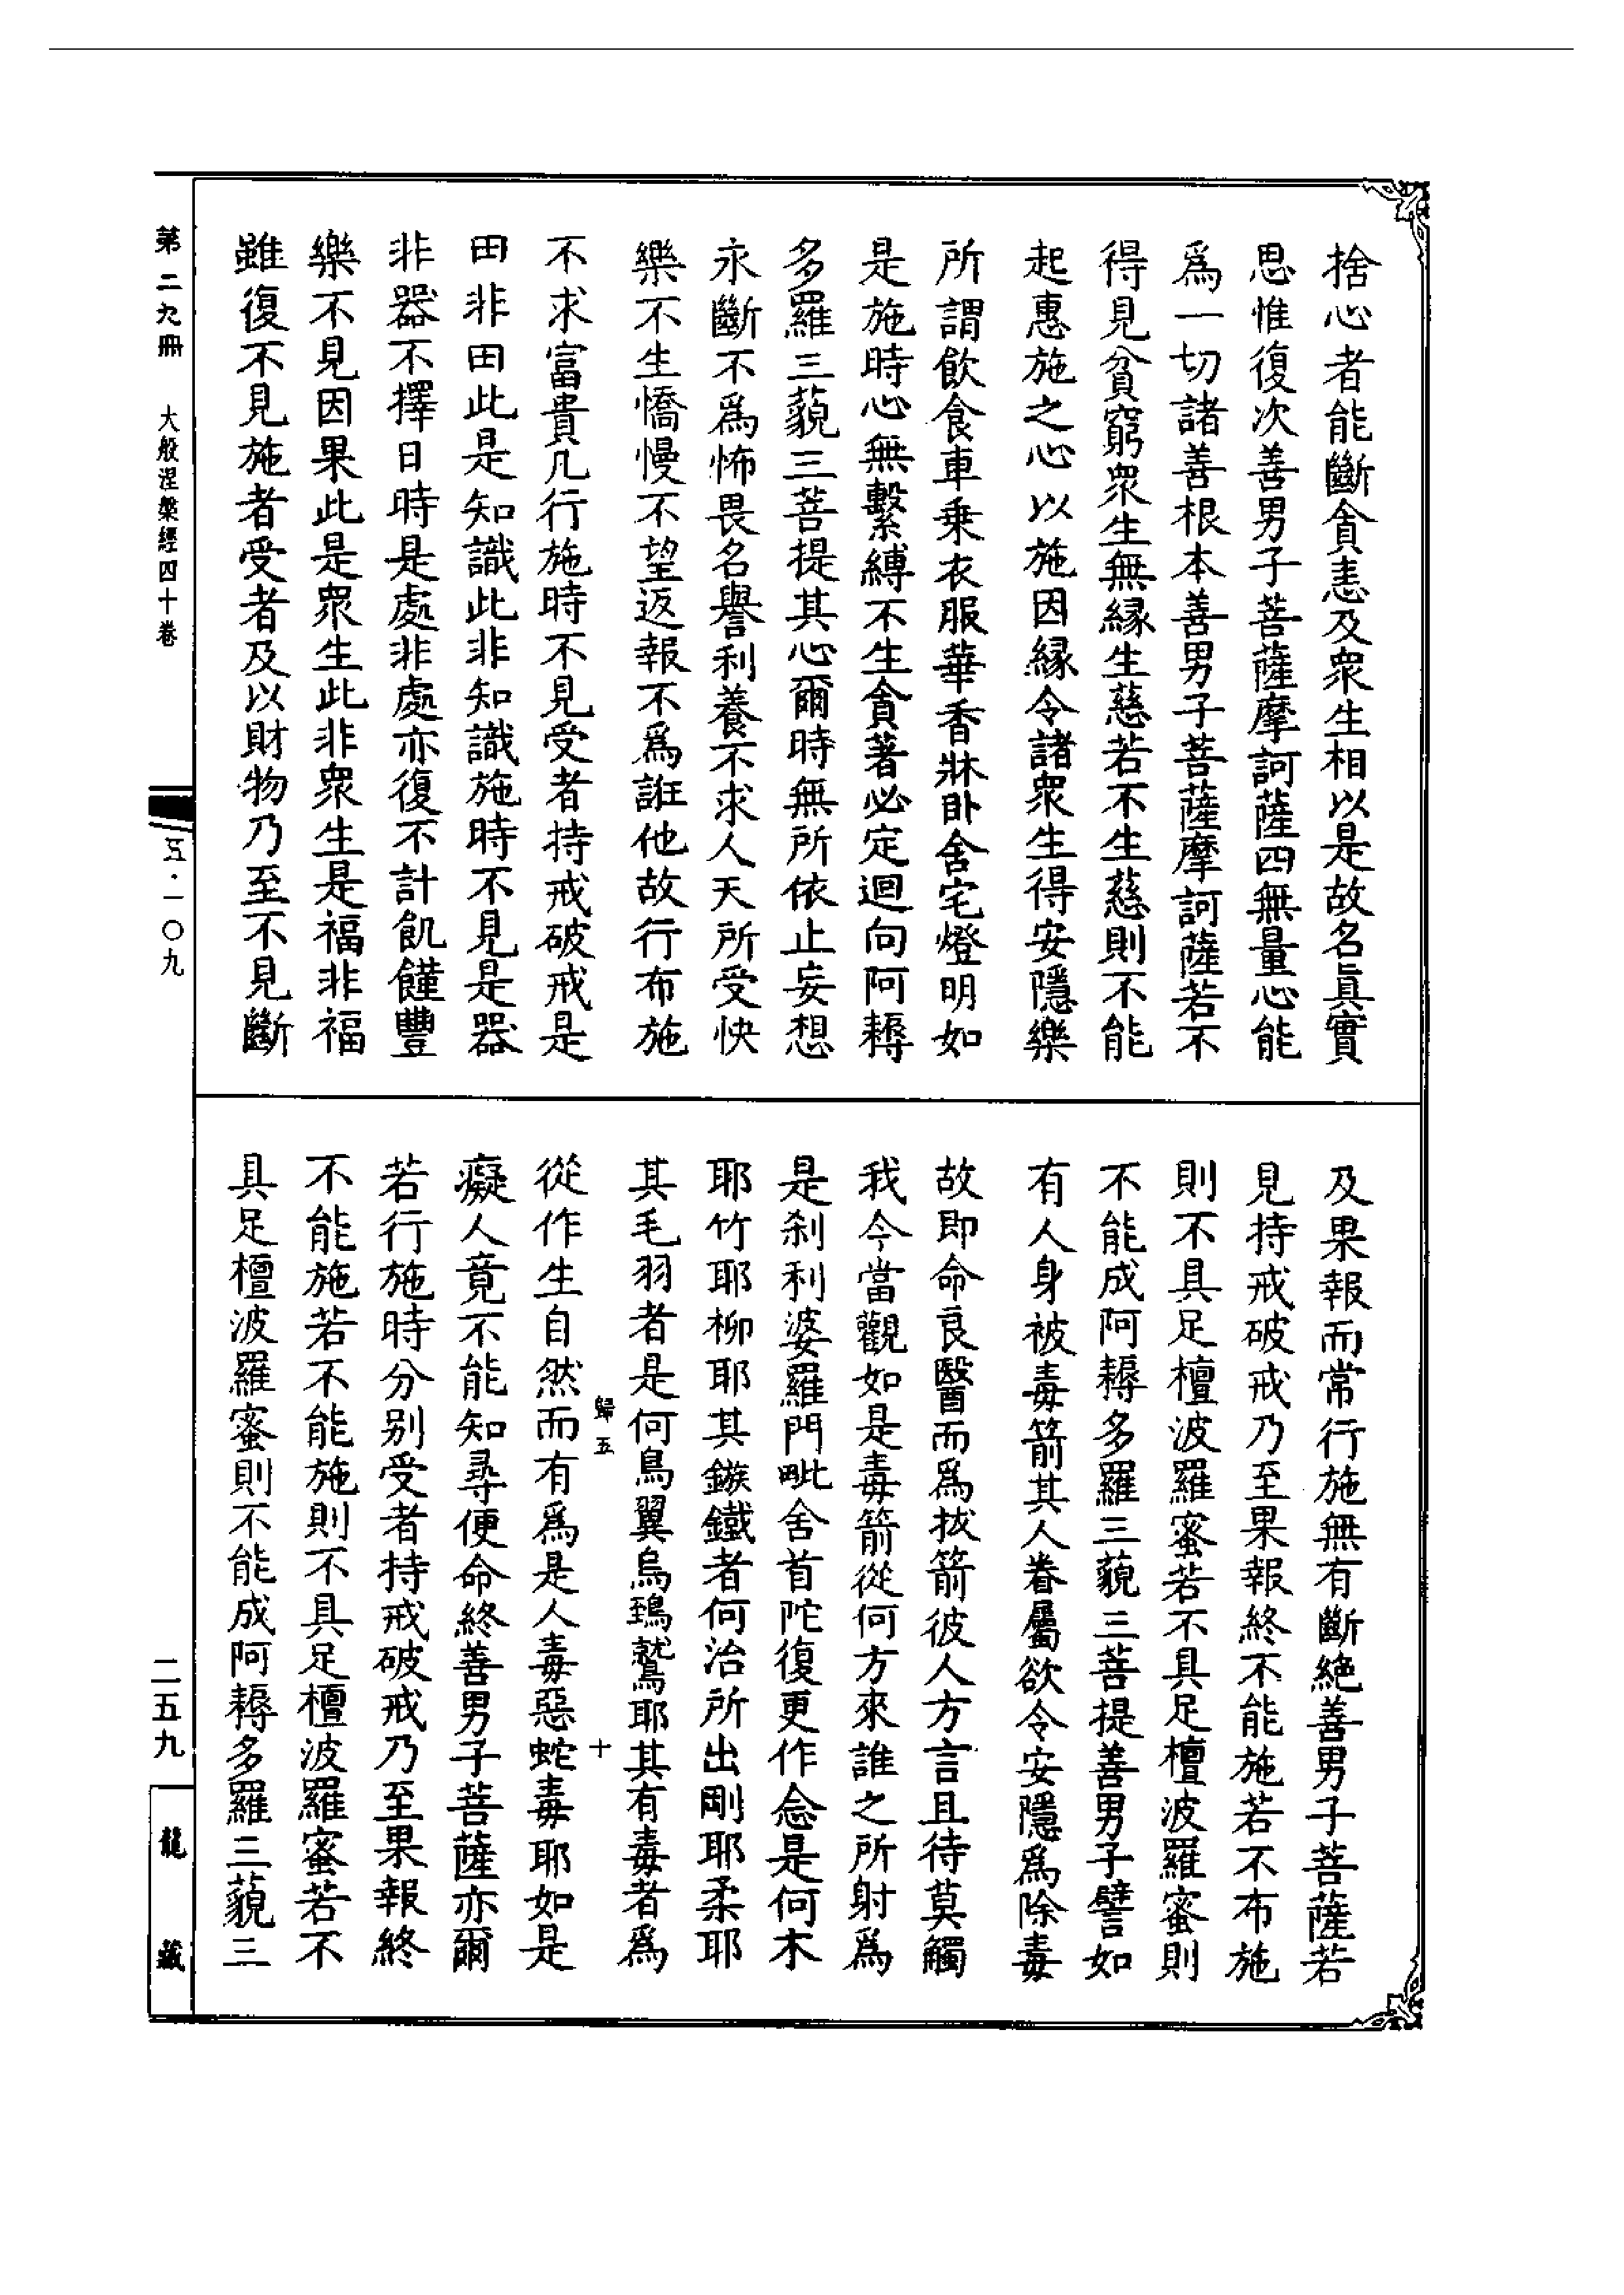 捨心者能斷貪恚及衆生相以是故名眞實
思惟復次善男子菩薩摩訶薩四無量心能
爲一切諸善根本善男子菩薩摩訶薩若不
得見貧窮衆生無縁生慈若不生慈則不能
起惠施之心以施因縁令諸衆生得安隱樂
所謂飲食車乗衣服華香牀卧舍宅燈明如
是施時心無繫縛不生貪著必定迴向阿耨
多羅三藐三菩提其心爾時無所依止妄想
永斷不爲怖畏名譽利養不求人天所受快
樂不生憍慢不望返報不爲誑他故行布施
不求富貴凡行施時不見受者持戒破戒是
田非田此是知識此非知識施時不見是器
非器不擇日時是處非處亦復不計飢饉豐
樂不見因果此是衆生此非衆生是福非福
雖復不見施者受者及以財物乃至不見斷
及果報而常行施無有斷絶善男子菩薩若
見持戒破戒乃至果報終不能施若不布施
則不具足檀波羅蜜若不具足檀波羅蜜則
不能成阿耨多羅三藐三菩提善男子譬如
有人身被毒箭其人眷屬欲令安隱爲除毒
故即命良醫而爲拔箭彼人方言且待莫觸
我今當觀如是毒箭從何方來誰之所射爲
是刹利婆羅門毗舍首陀復更作念是何木
耶竹耶柳耶其鏃鐵者何治所出剛耶柔耶
其毛羽者是何鳥翼烏鵄鷲耶其有毒者爲
歸五 十
從作生自然而有爲是人毒惡蛇毒耶如是
癡人竟不能知尋便命終善男子菩薩亦爾
若行施時分别受者持戒破戒乃至果報終
不能施若不能施則不具足檀波羅蜜若不
具足檀波羅蜜則不能成阿耨多羅三藐三
第二九冊 大般涅槃經四十卷 五·一〇九 二五九 龍藏